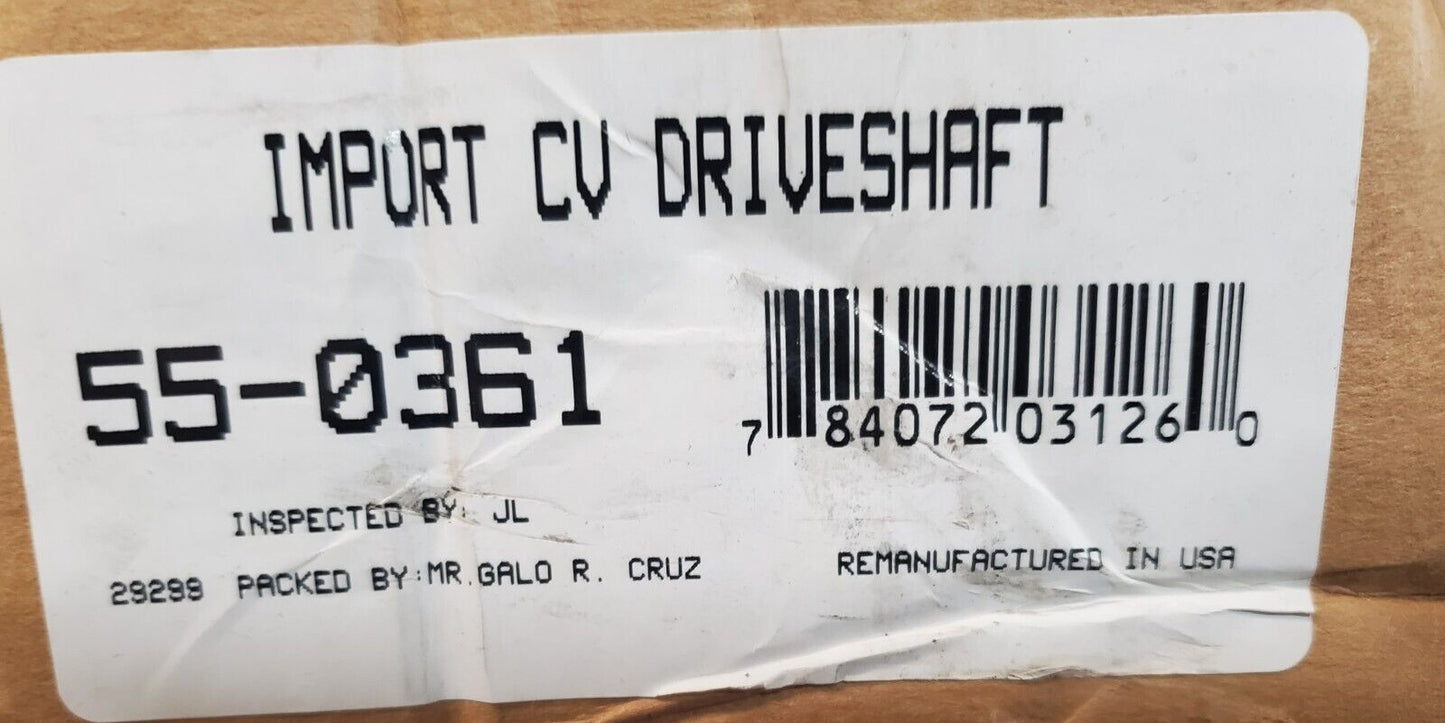 IMPORT CV DRIVESHAFT
55-0361
7 84072 03126 0
INSPECTED BY: JL
29299 PACKED BY:MR.GALO R. CRUZ
REMANUFACTURED IN USA